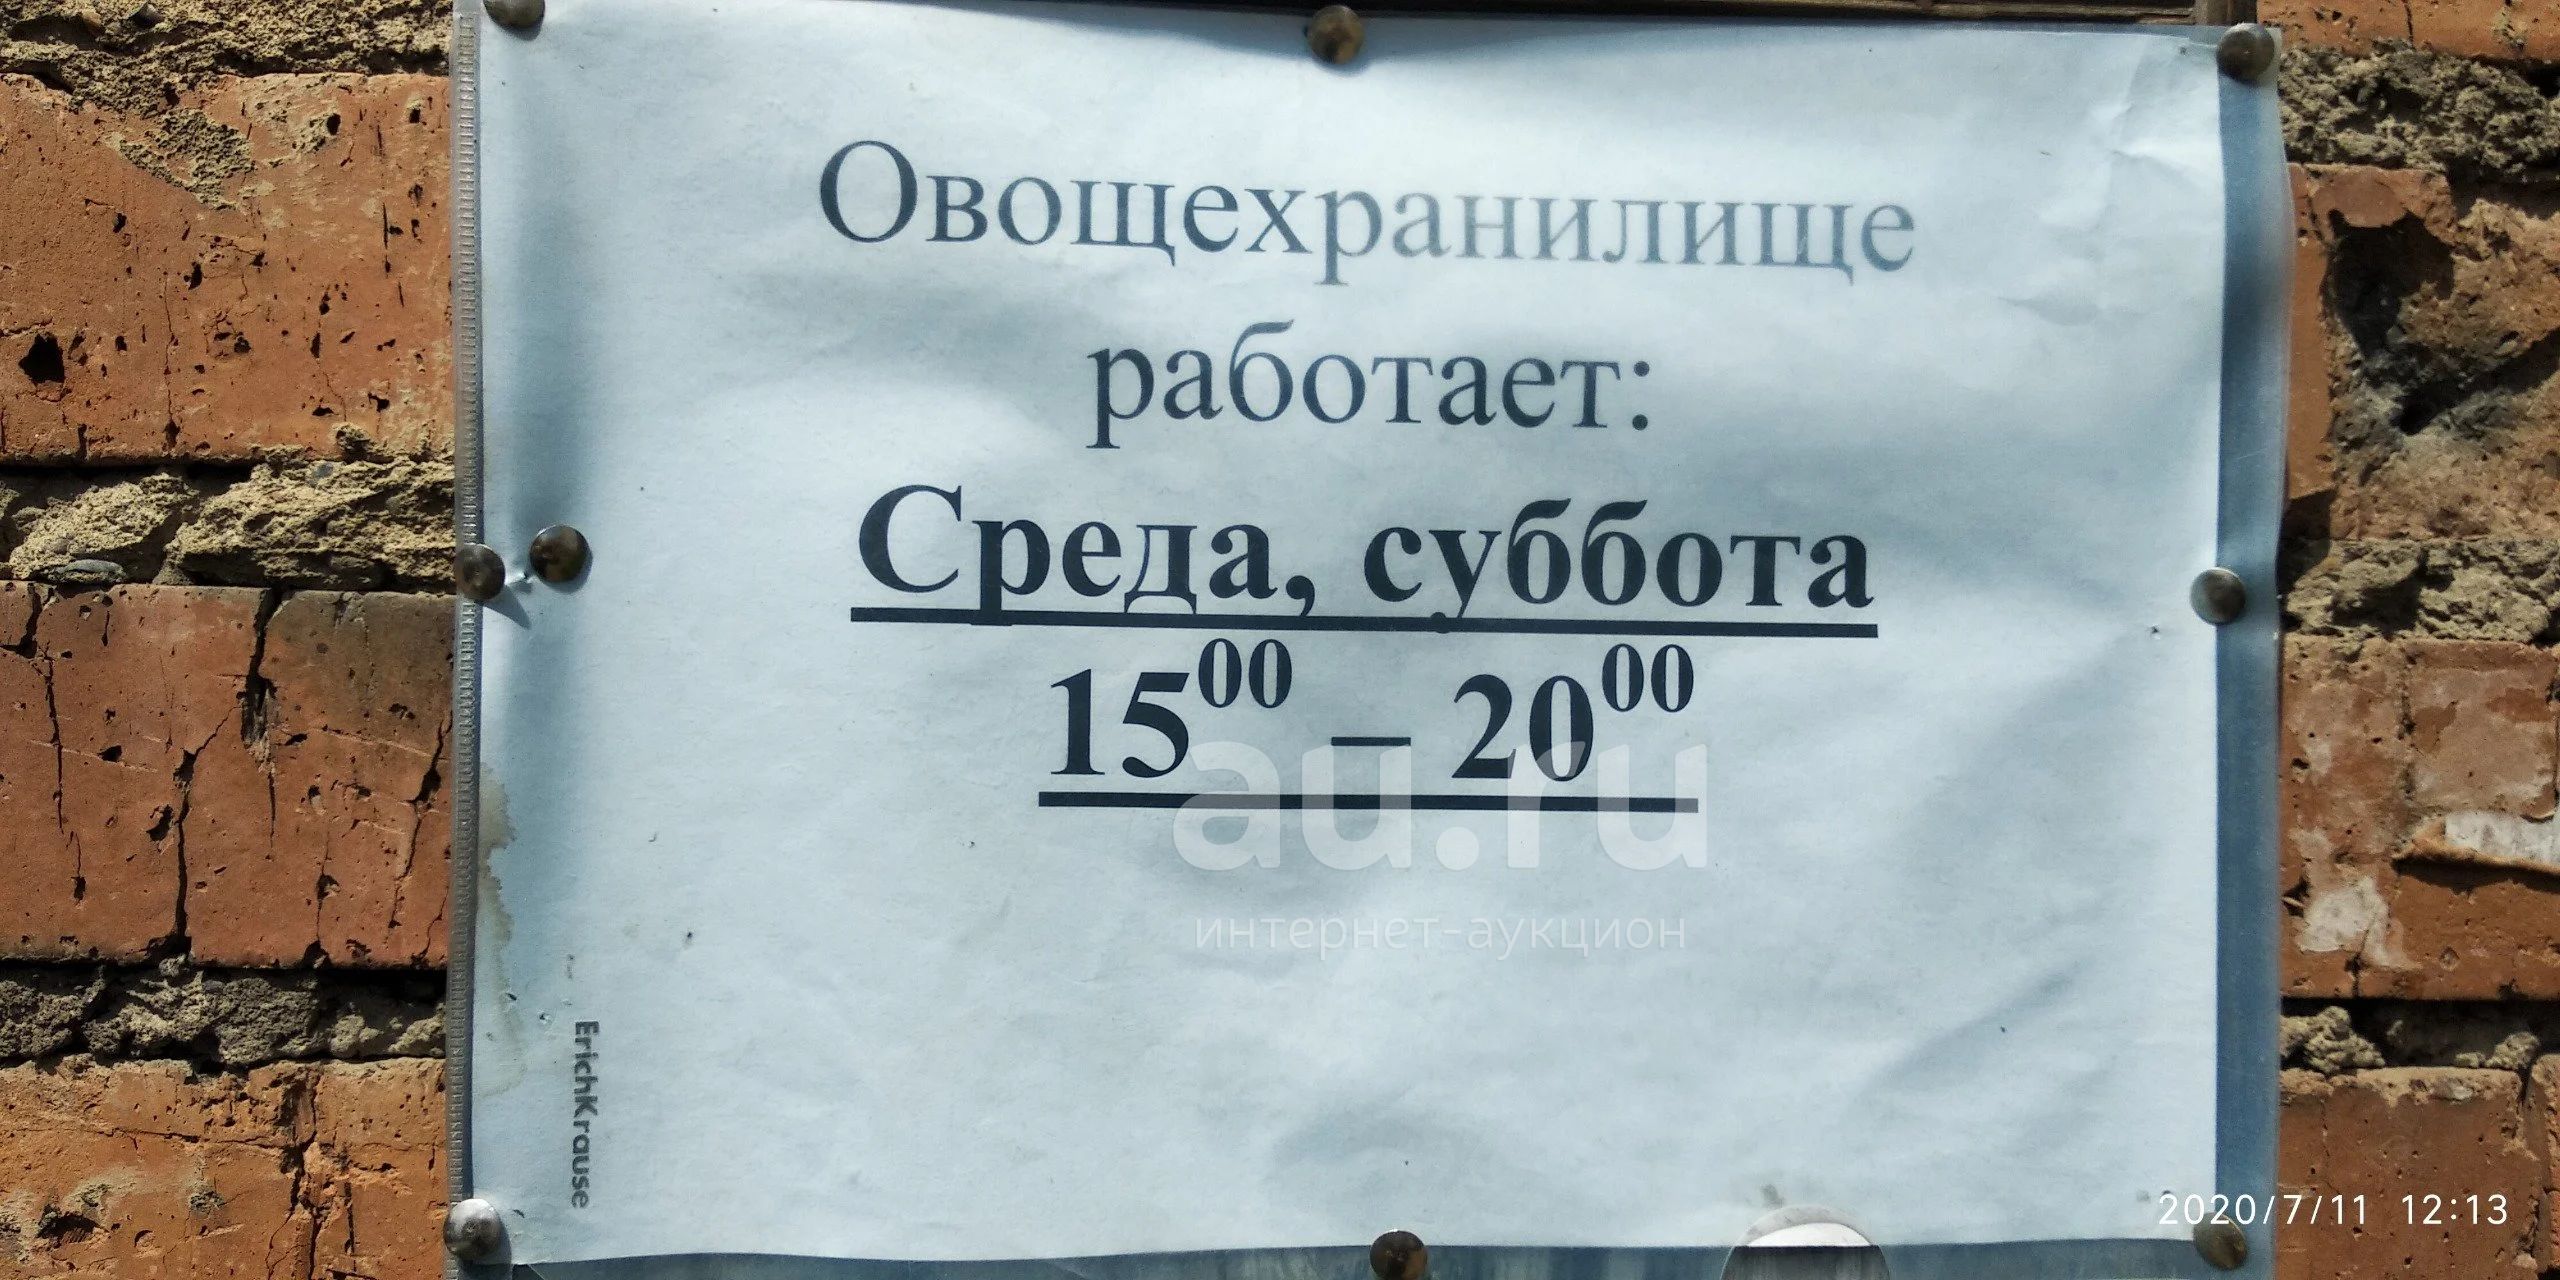 Овощехранилище
работает:
Среда, суббота
15⁰⁰ – 20⁰⁰
au.ru
интернет-аукцион
ErichKrause
2020/7/11 12:13